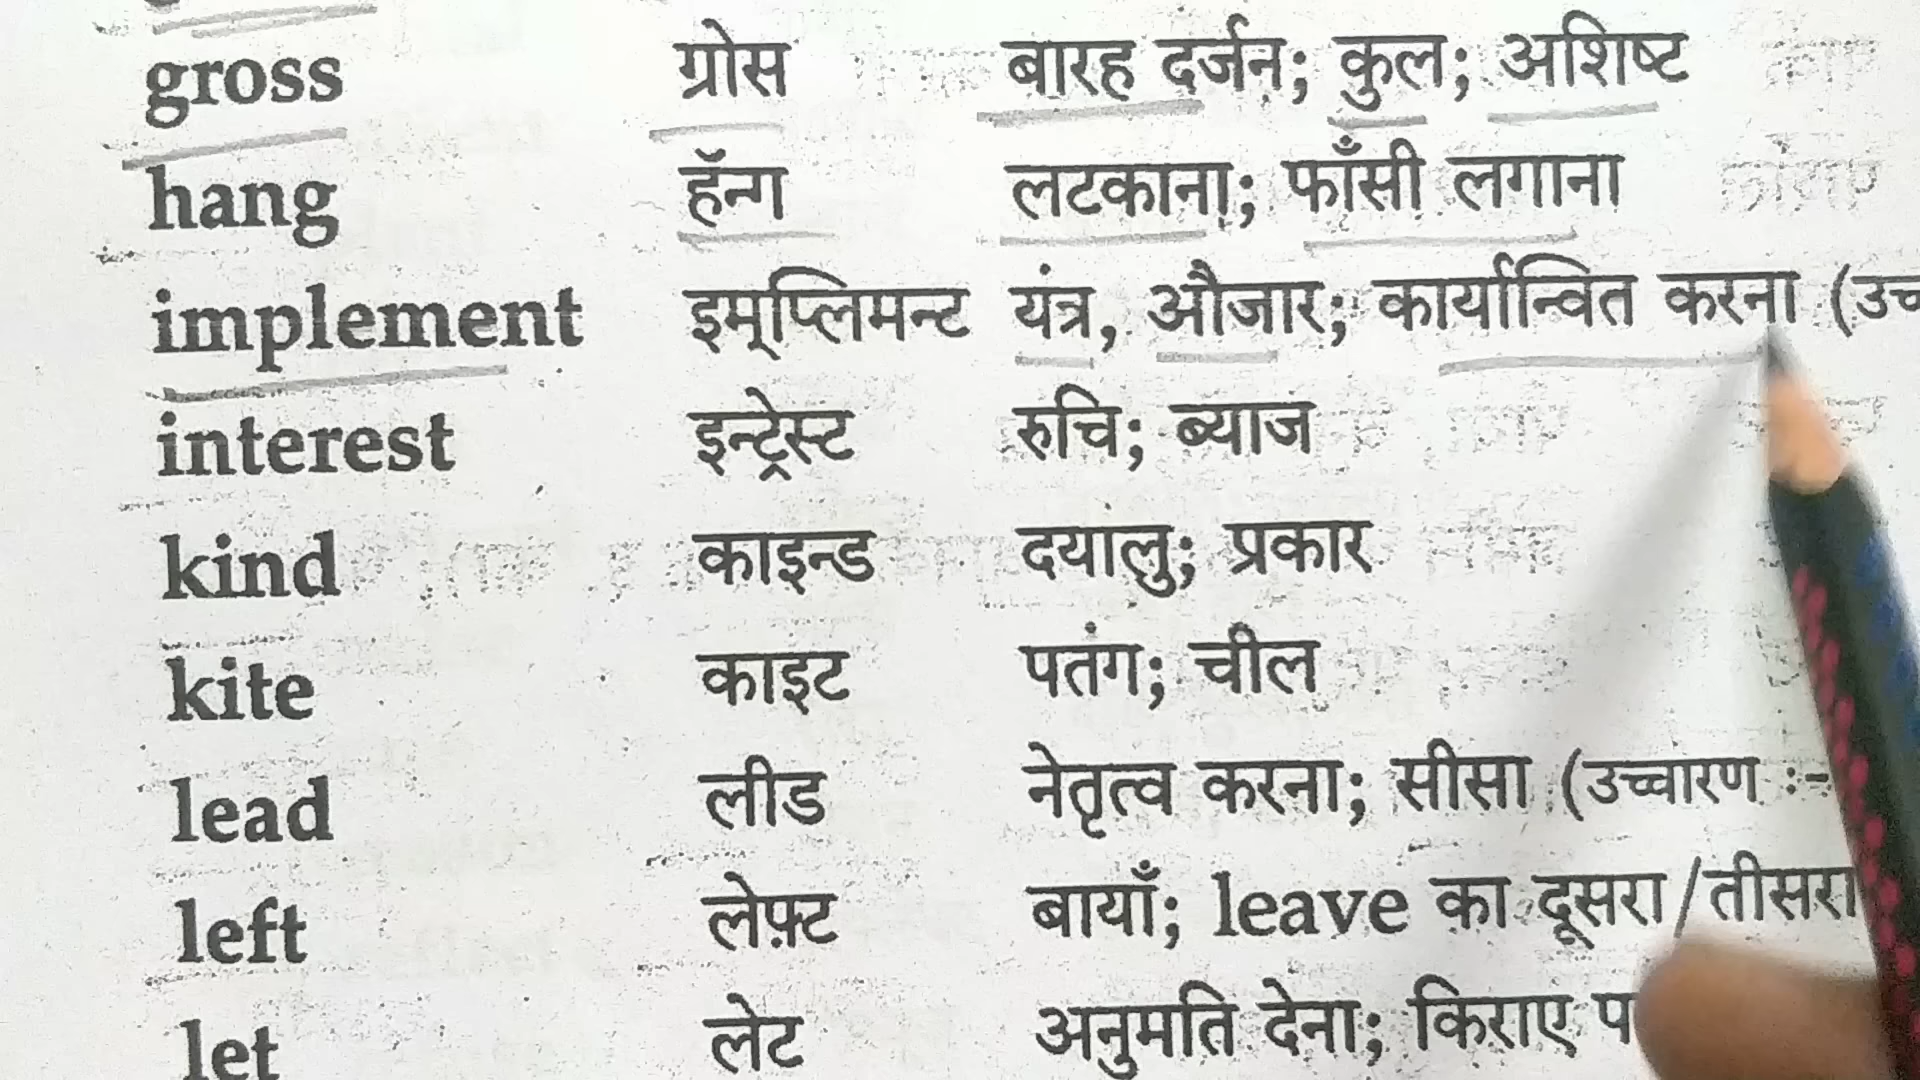 gross ग्रोस बारह दर्जन; कुल; अशिष्ट
hang हॅन्ग लटकाना; फाँसी लगाना
implement इम्प्लिमन्ट यंत्र, औजार; कार्यान्वित करना (उच
interest इन्ट्रेस्ट रुचि; ब्याज
kind काइन्ड दयालु; प्रकार
kite काइट पतंग; चील
lead लीड नेतृत्व करना; सीसा (उच्चारण :-
left लेफ़्ट बायाँ; leave का दूसरा/तीसरा
let लेट अनुमति देना; किराए प